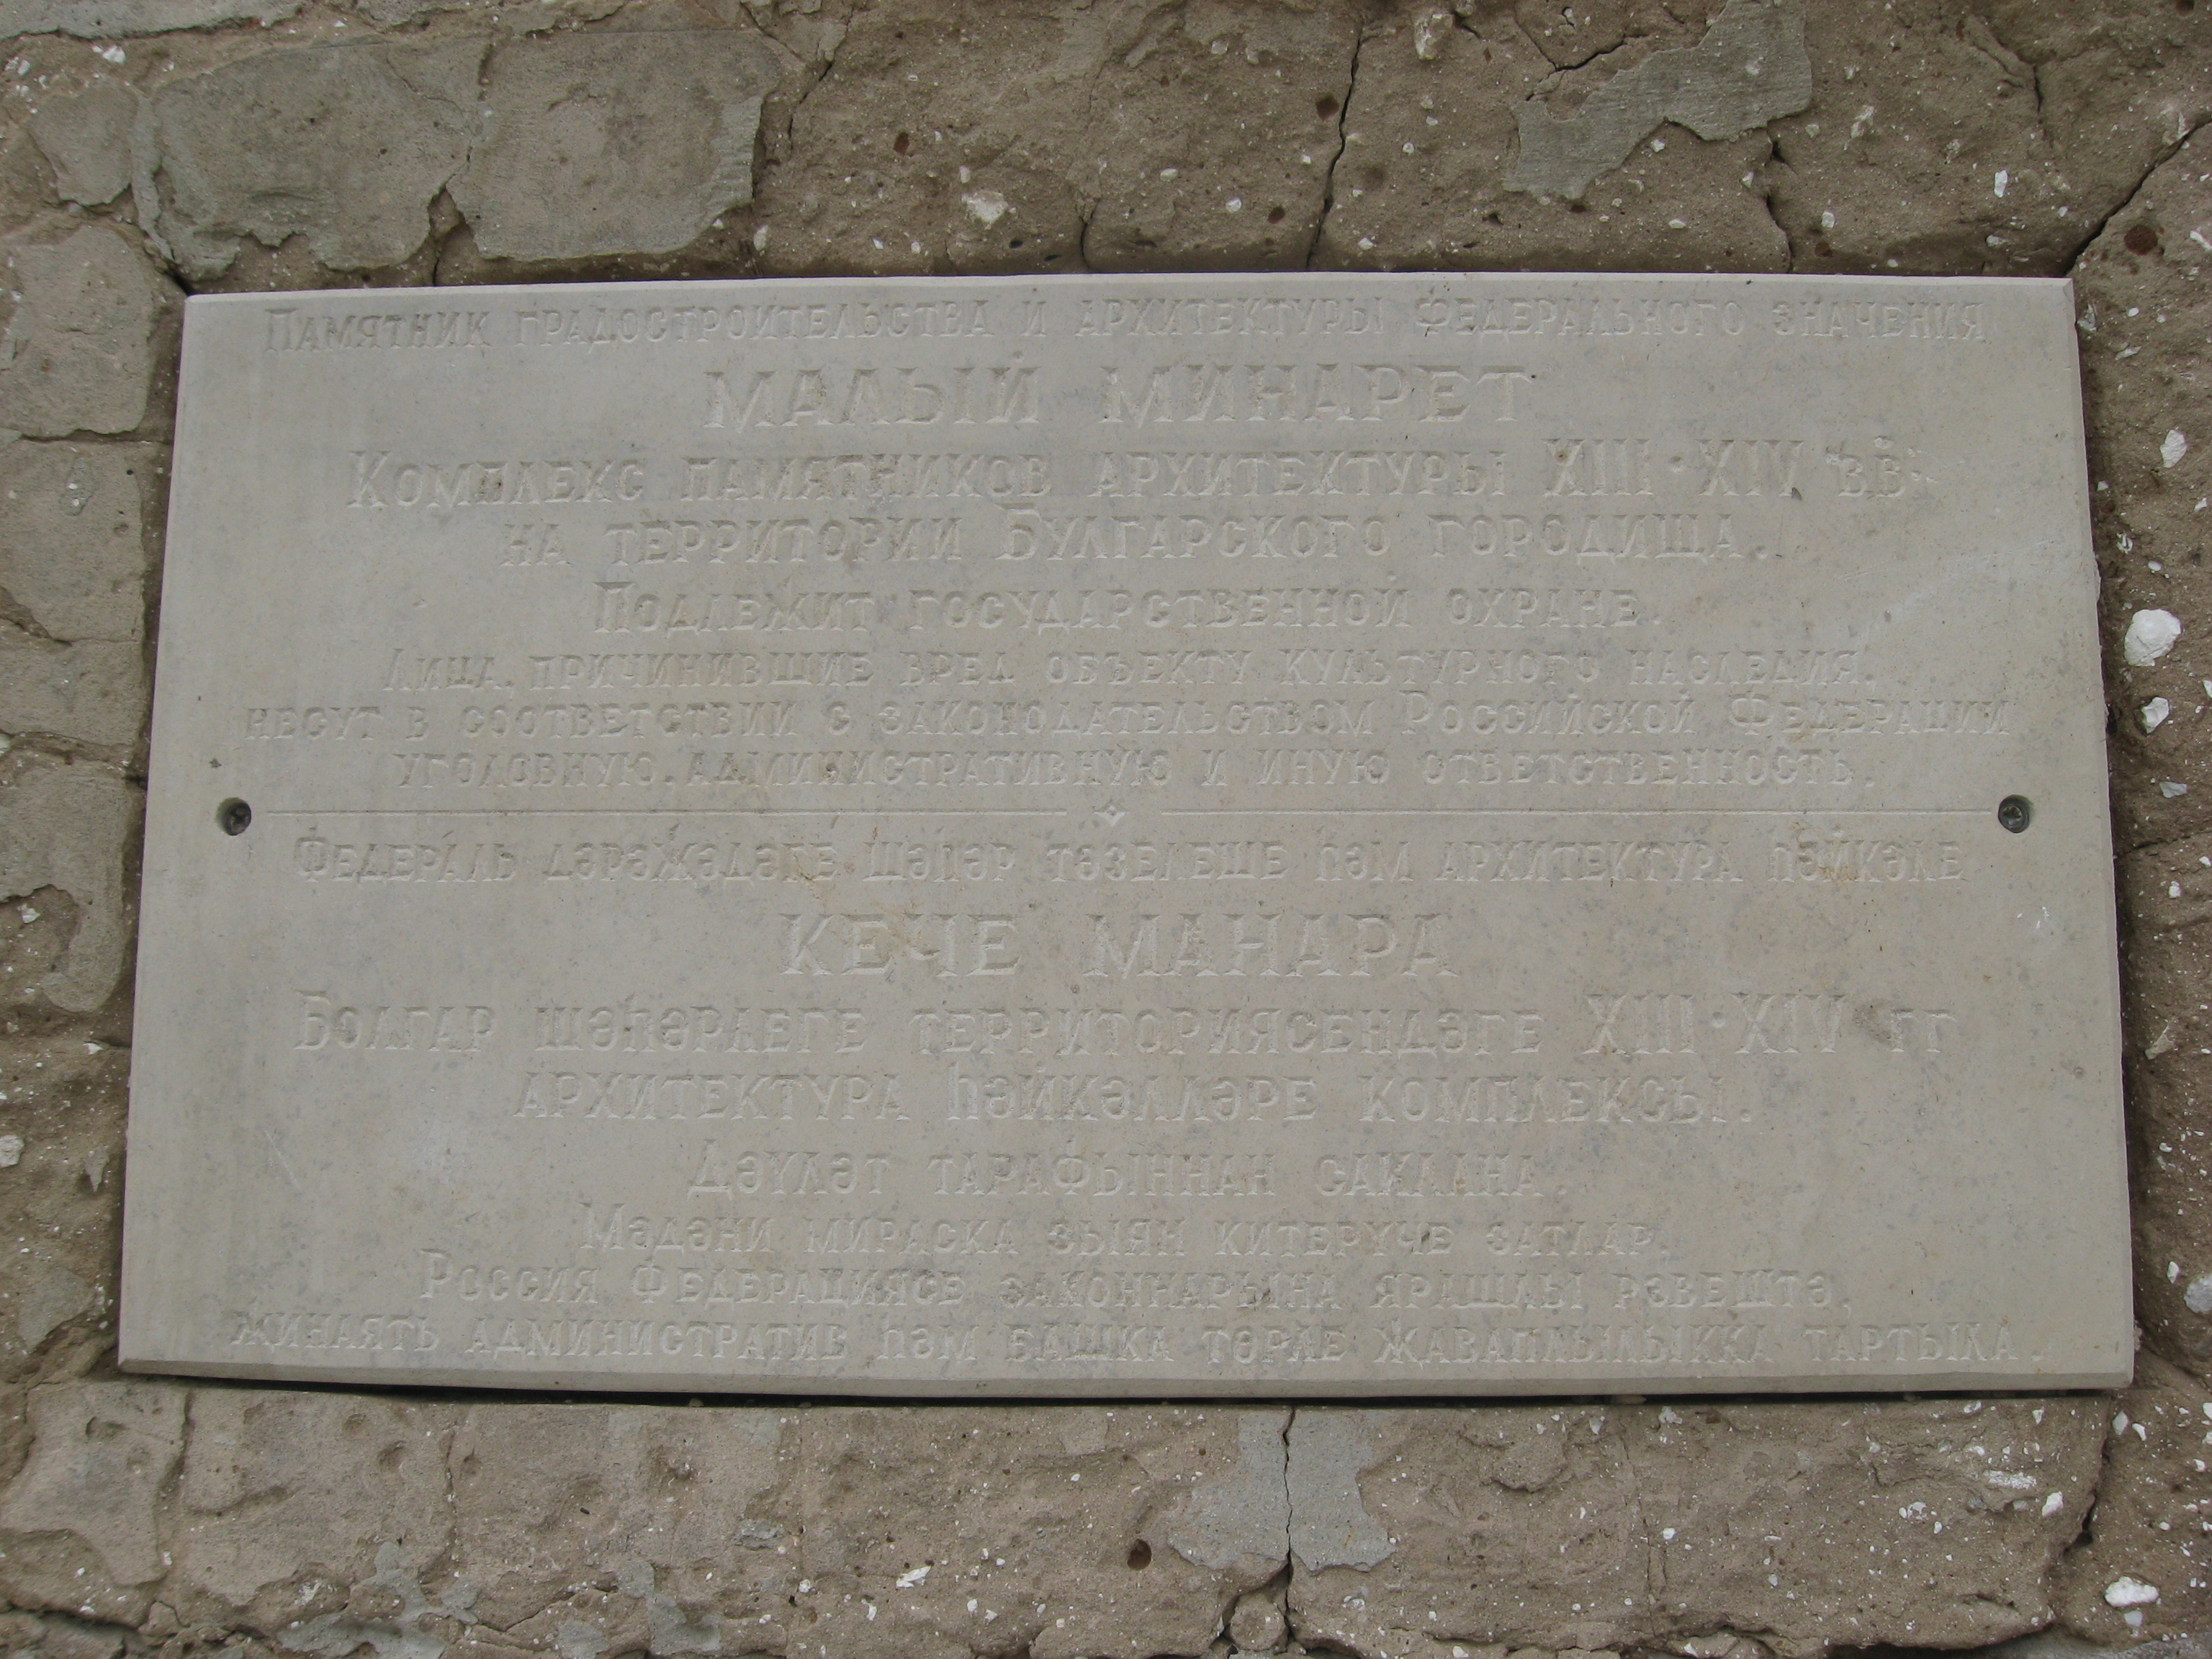 Памятник градостроительства и архитектуры федерального значения
МАЛЫЙ МИНАРЕТ
Комплекс памятников архитектуры XIII·XIV вв.
на территории Булгарского городища.
Подлежит государственной охране.
Лица, причинившие вред объекту культурного наследия,
несут в соответствии с законодательством Российской Федерации
уголовную, административную и иную ответственность.
Федераль дәрәҗәдәге шәһәр төзелеше һәм архитектура һәйкәле
КЕЧЕ МАНАРА
Болгар шәһәрлеге территориясендәге XIII·XIV гг
архитектура һәйкәлләре комплексы.
Дәүләт тарафыннан саклана.
Мәдәни мираска зыян китерүче затлар,
Россия Федерациясе законнарына ярашлы рәвештә,
җинаять административ һәм башка төрле җаваплылыкка тартыла.